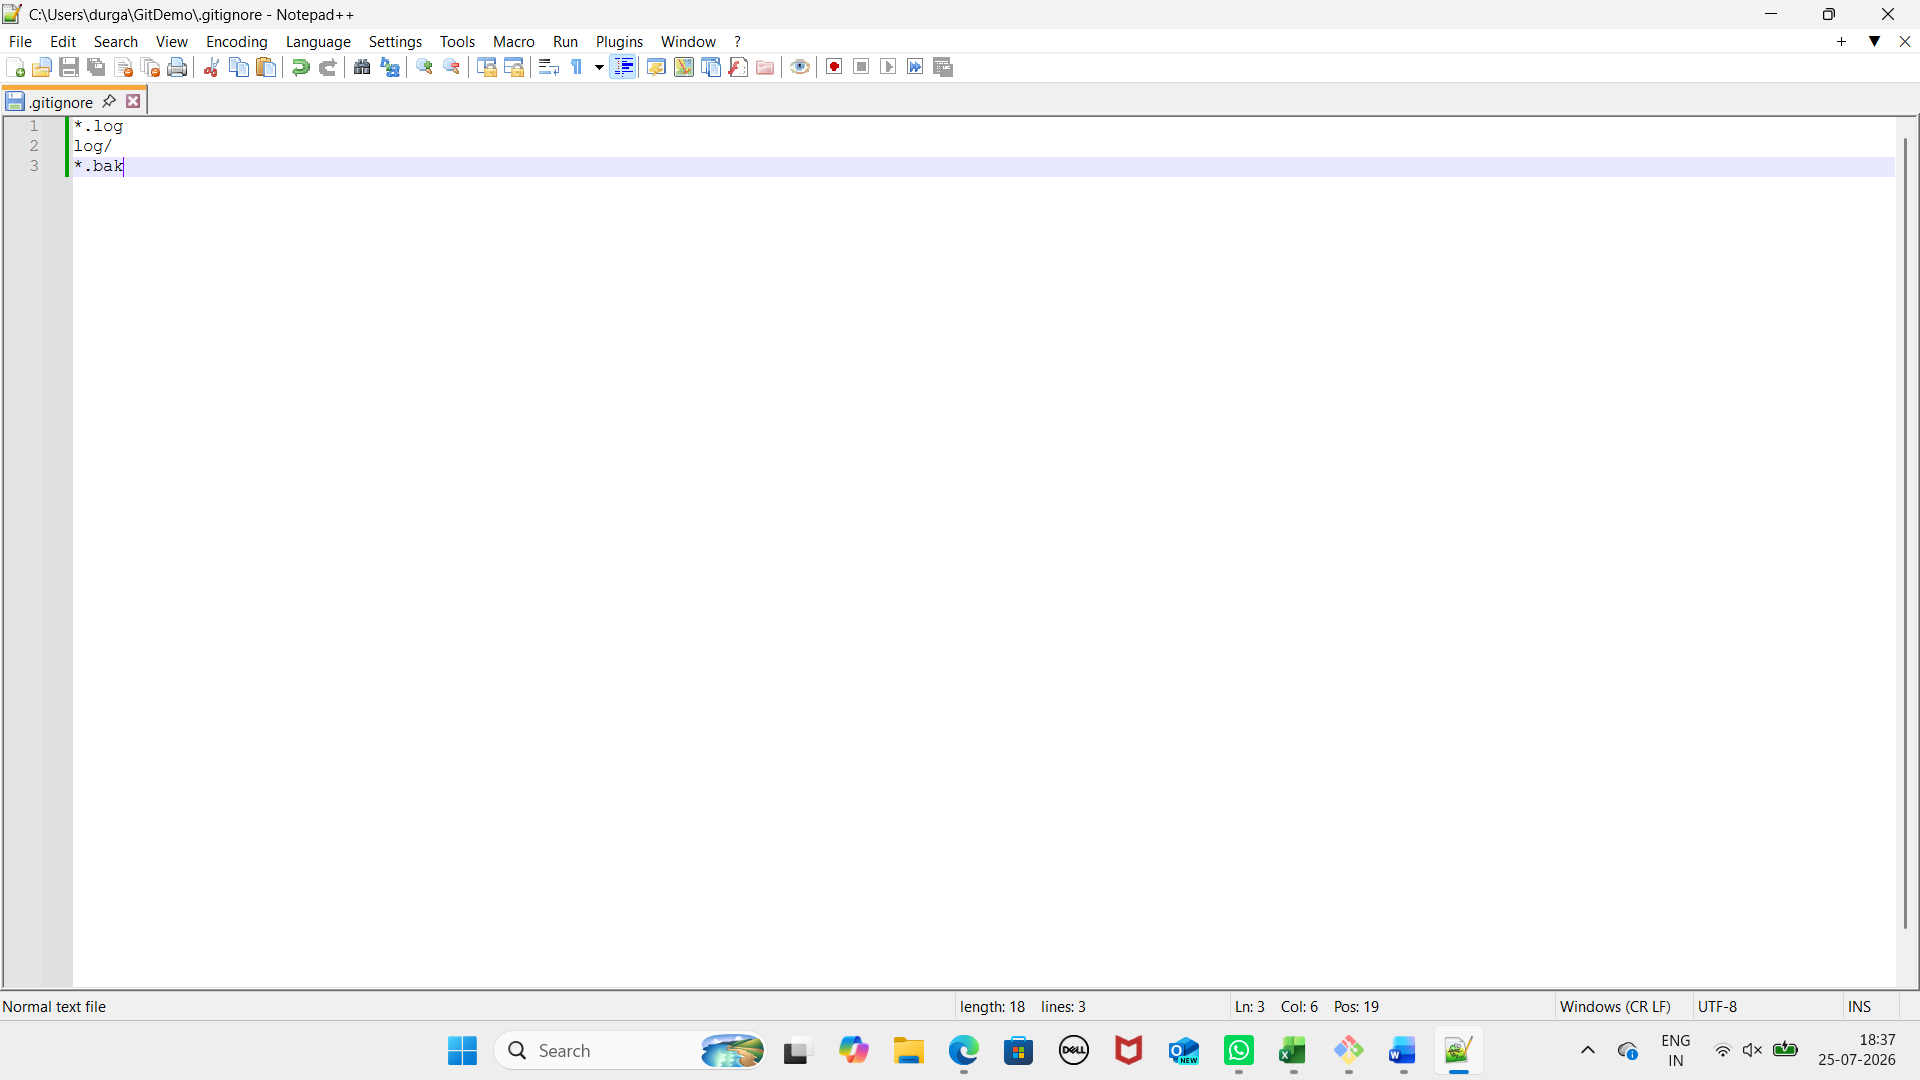 C:\Users\durga\GitDemo\.gitignore - Notepad++
File Edit Search View Encoding Language Settings Tools Macro Run Plugins Window ?
.gitignore
1 *.log
2 log/
3 *.bak
Normal text file length: 18 lines: 3 Ln: 3 Col: 6 Pos: 19 Windows (CR LF) UTF-8 INS
Search
DELL
NEW
ENG
IN
18:37
25-07-2026